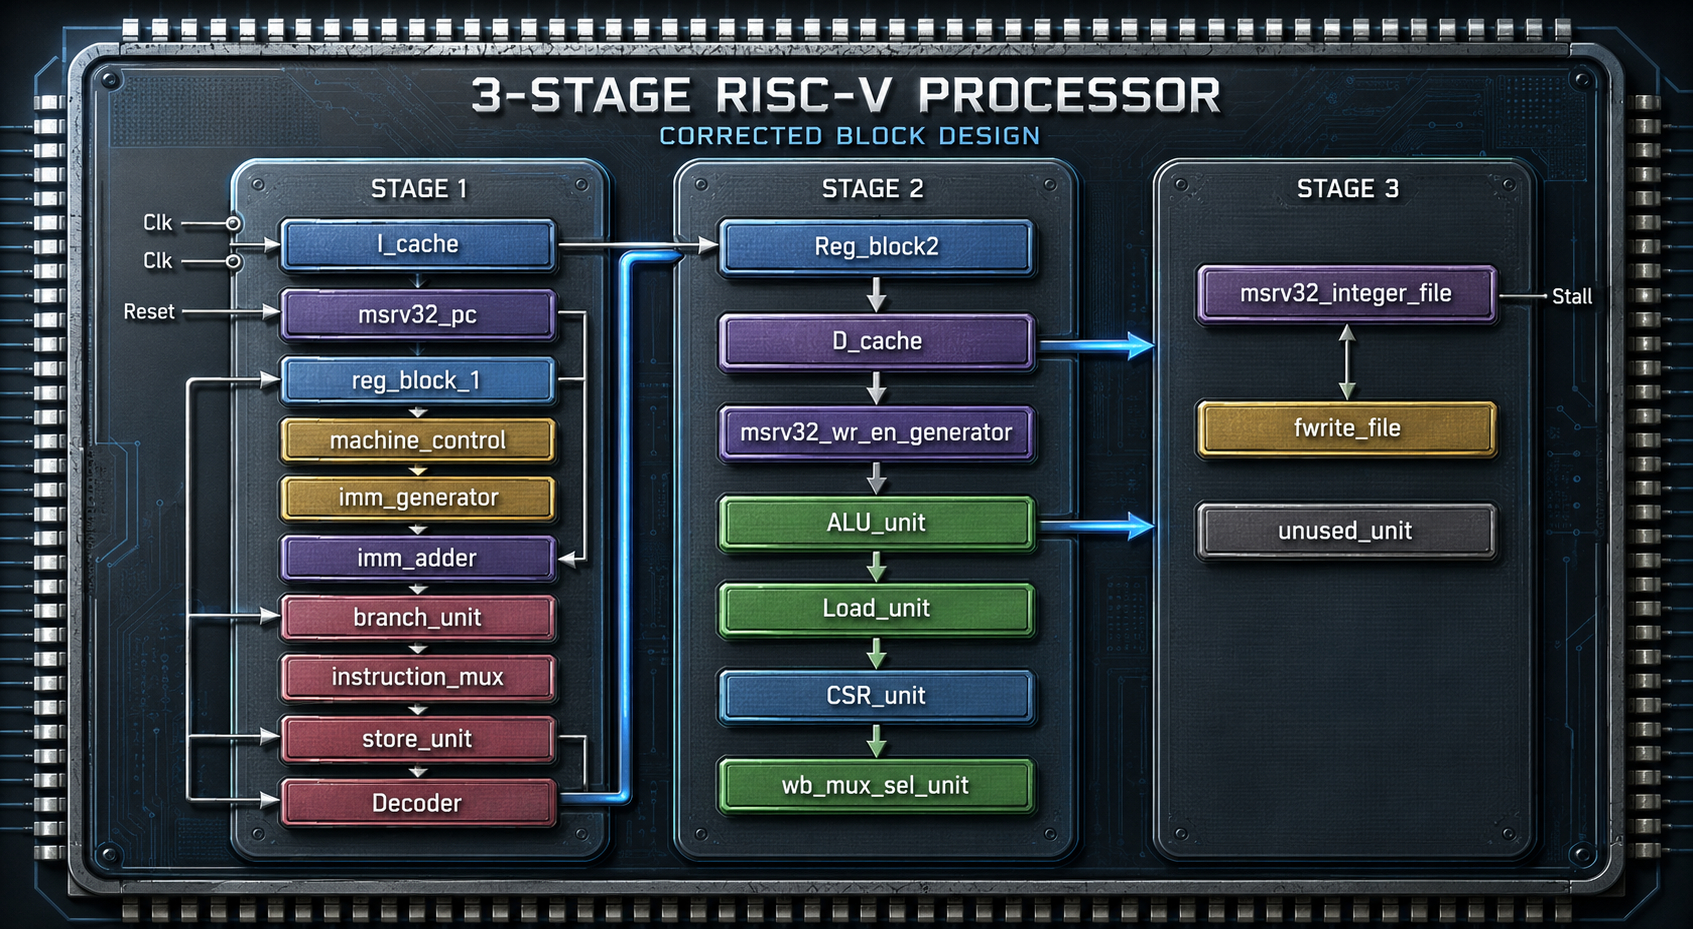 3-STAGE RISC-V PROCESSOR
CORRECTED BLOCK DESIGN
STAGE 1
Clk
Clk
Reset
I_cache
msrv32_pc
reg_block_1
machine_control
imm_generator
imm_adder
branch_unit
instruction_mux
store_unit
Decoder
STAGE 2
Reg_block2
D_cache
msrv32_wr_en_generator
ALU_unit
Load_unit
CSR_unit
wb_mux_sel_unit
STAGE 3
msrv32_integer_file
Stall
fwrite_file
unused_unit